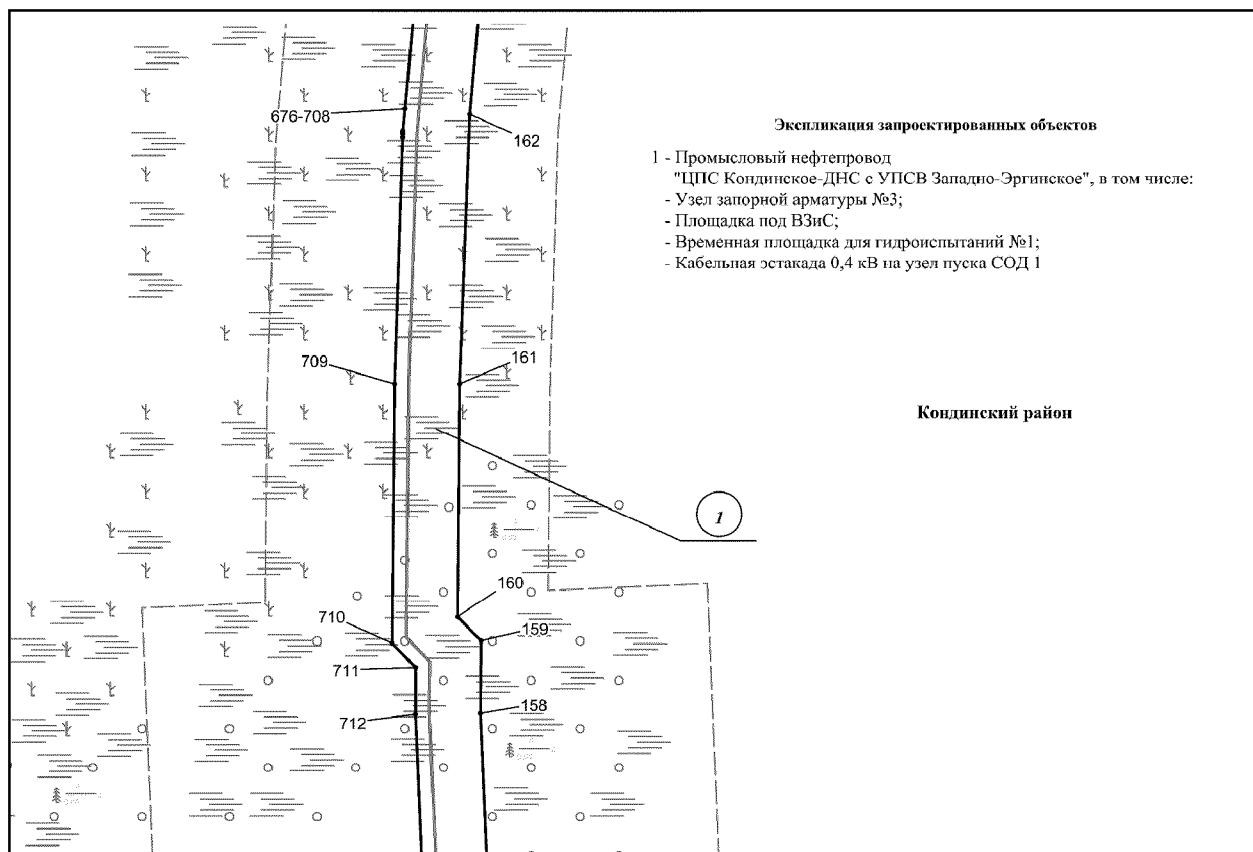 676-708
162
Экспликация запроектированных объектов
1 - Промысловый нефтепровод
"ЦПС Кондинское-ДНС с УПСВ Западно-Эргинское", в том числе:
- Узел запорной арматуры №3;
- Площадка под ВЗиС;
- Временная площадка для гидроиспытаний №1;
- Кабельная эстакада 0,4 кВ на узел пуска СОД 1
709
161
Кондинский район
1
160
710
159
711
712
158